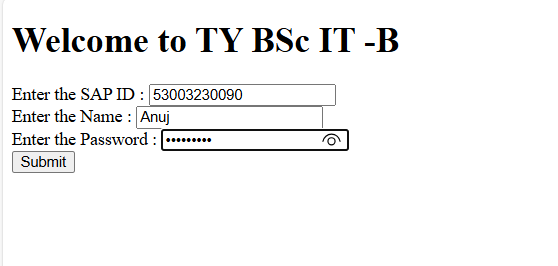 Welcome to TY BSc IT -B
Enter the SAP ID : 53003230090
Enter the Name : Anuj
Enter the Password : •••••••••
Submit